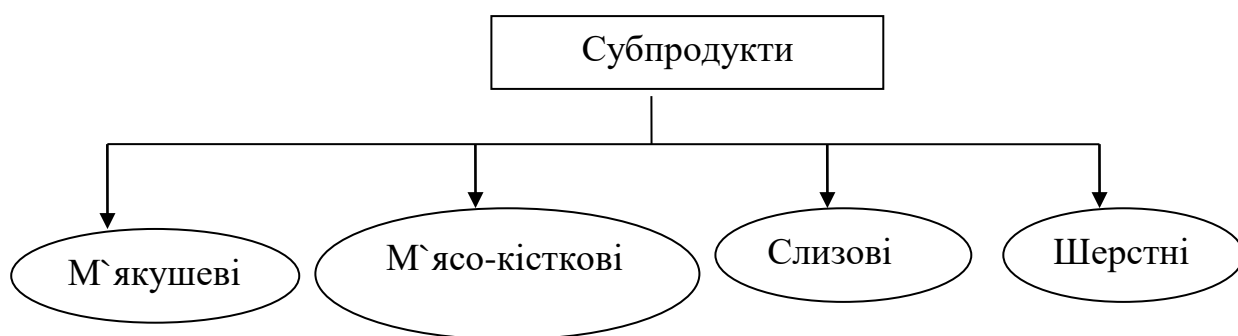 Субпродукти
М`якушеві
М`ясо-кісткові
Слизові
Шерстні